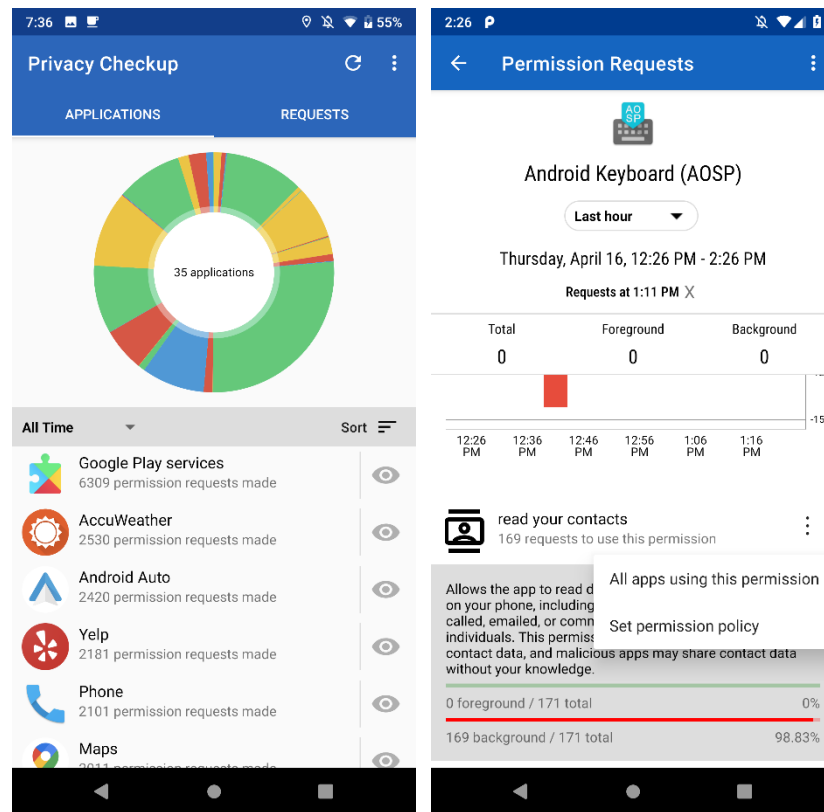 7:36
55%
Privacy Checkup
APPLICATIONS
REQUESTS
35 applications
All Time
Sort
Google Play services
6309 permission requests made
AccuWeather
2530 permission requests made
Android Auto
2420 permission requests made
Yelp
2181 permission requests made
Phone
2101 permission requests made
Maps
2011 permission requests made
2:26
Permission Requests
AO
SP
Android Keyboard (AOSP)
Last hour
Thursday, April 16, 12:26 PM - 2:26 PM
Requests at 1:11 PM X
Total
Foreground
Background
0
0
0
-15
12:26 PM
12:36 PM
12:46 PM
12:56 PM
1:06 PM
1:16 PM
read your contacts
169 requests to use this permission
All apps using this permission
Set permission policy
Allows the app to read d
on your phone, including
called, emailed, or comm
individuals. This permiss
contact data, and malicious apps may share contact data
without your knowledge.
0 foreground / 171 total
0%
169 background / 171 total
98.83%